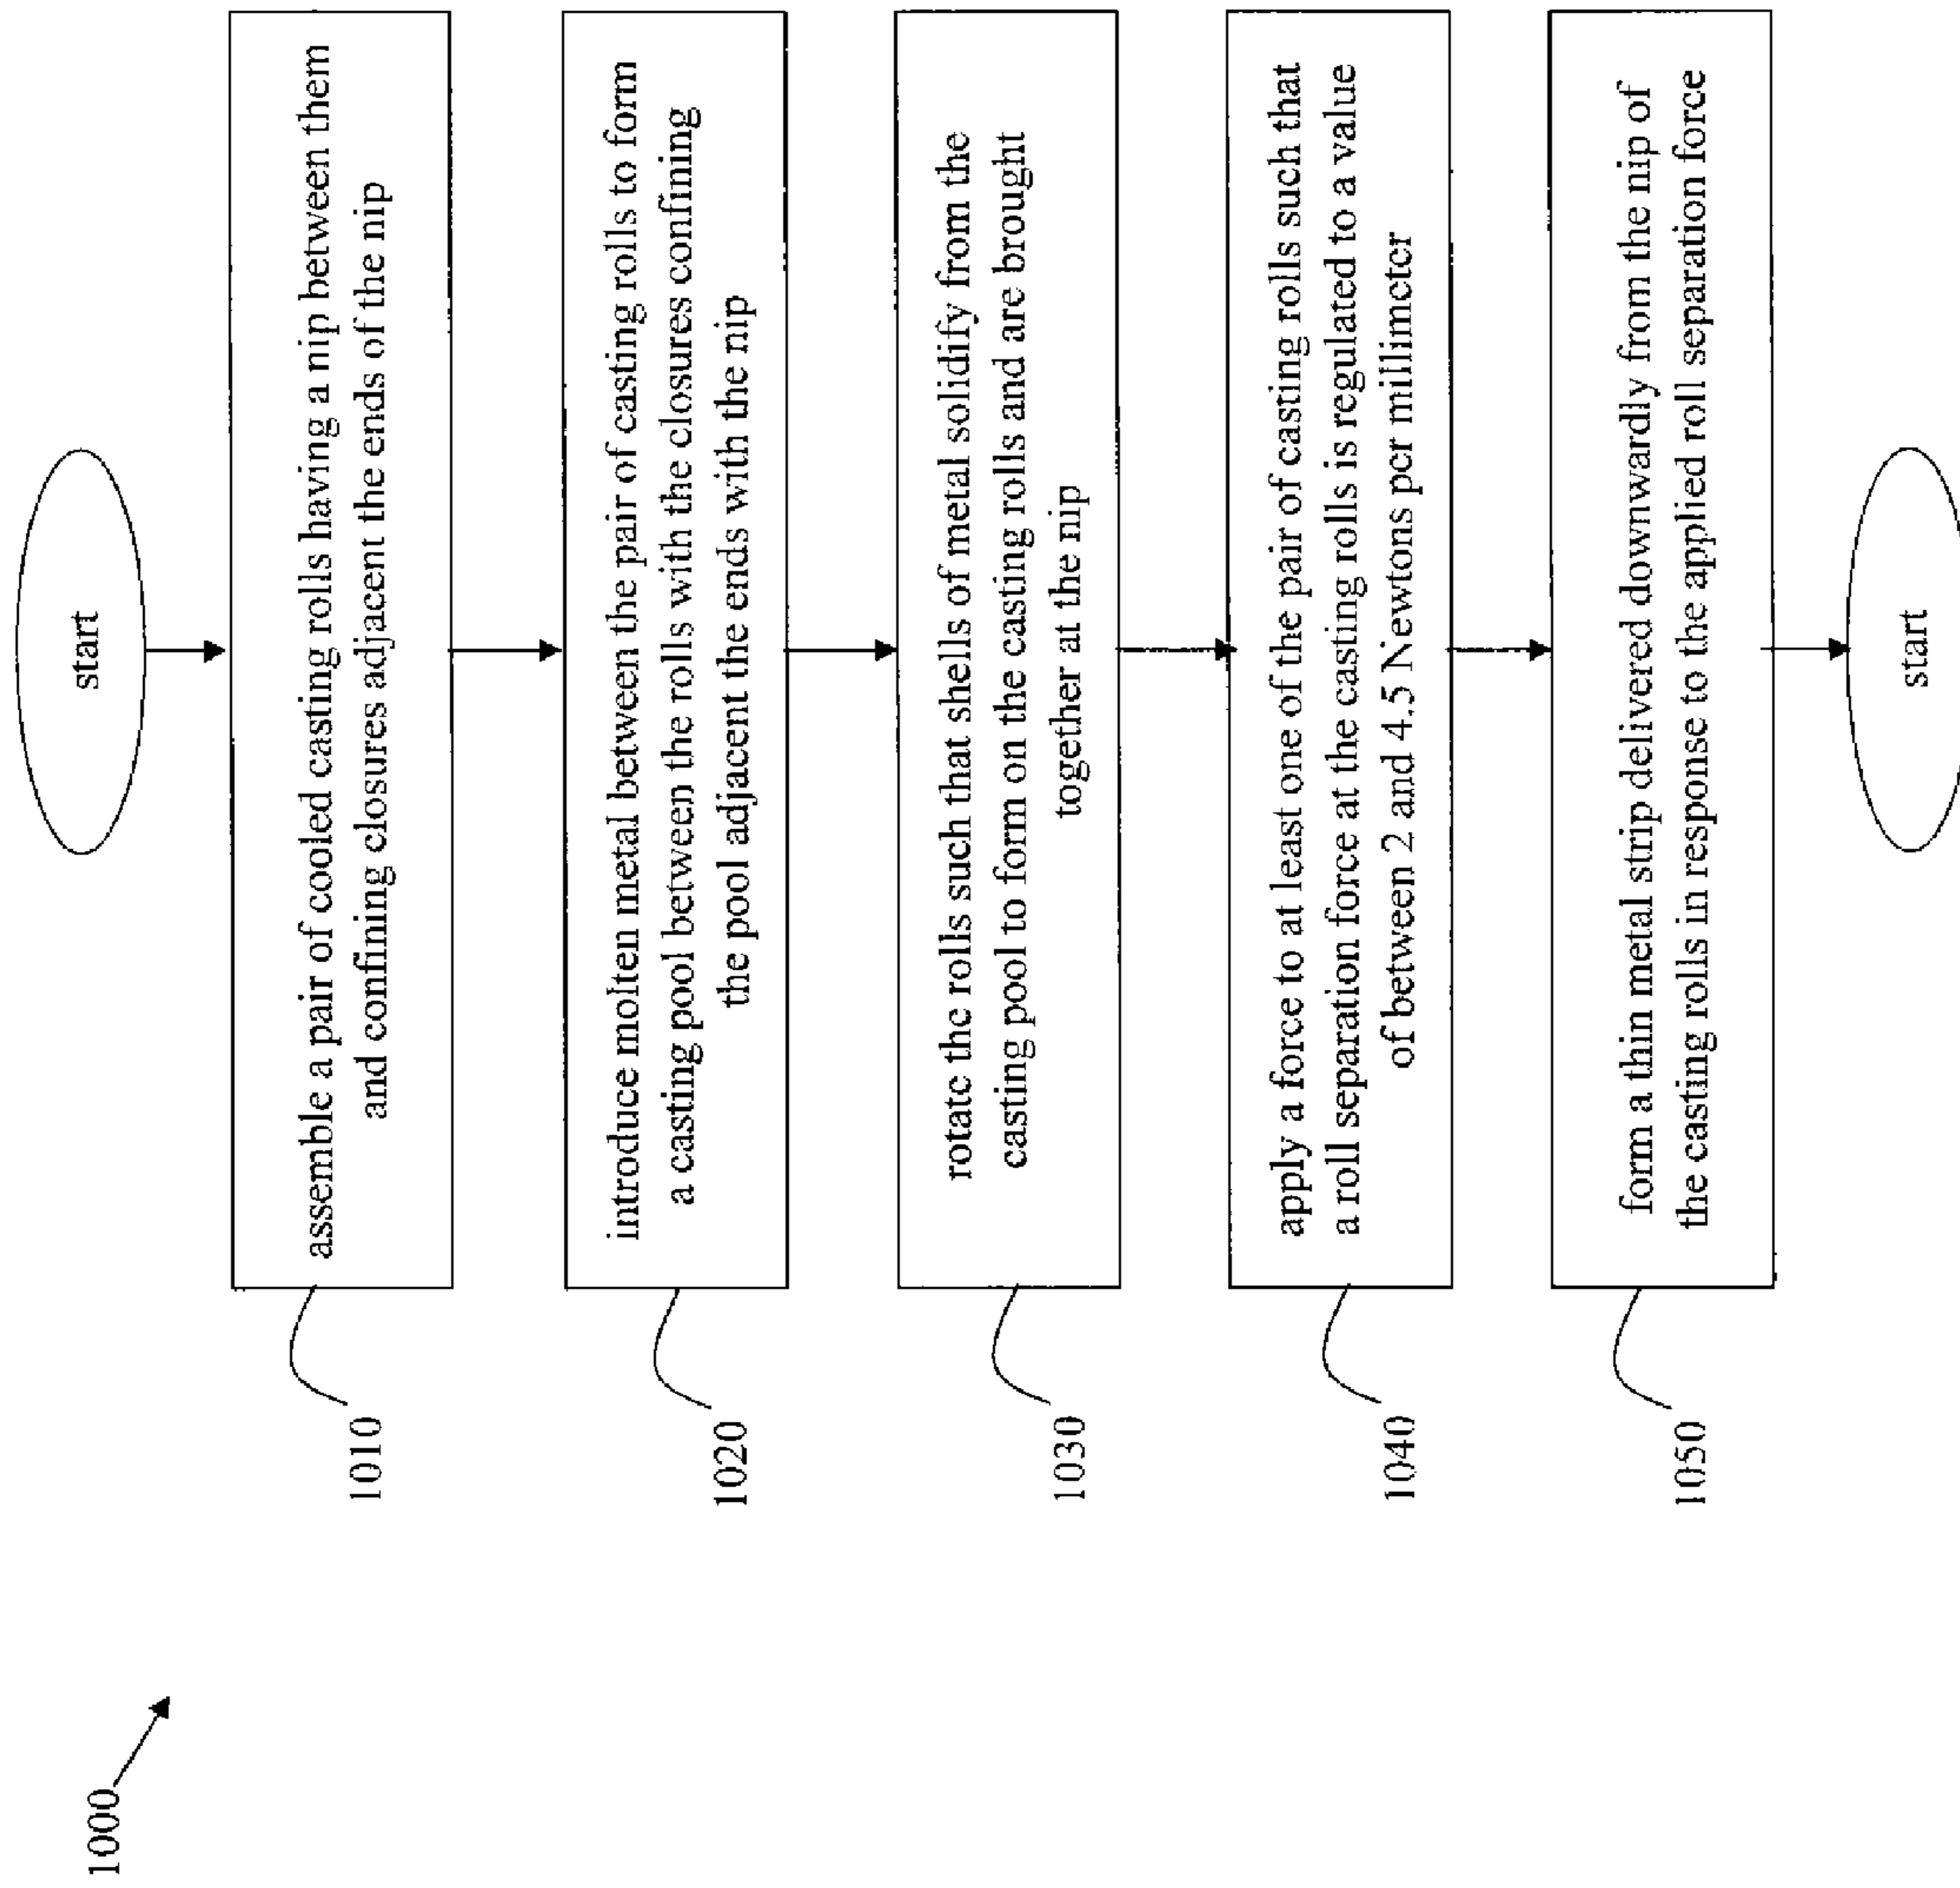 1000
start
1010
assemble a pair of cooled casting rolls having a nip between them
and confining closures adjacent the ends of the nip
1020
introduce molten metal between the pair of casting rolls to form
a casting pool between the rolls with the closures confining
the pool adjacent the ends with the nip
1030
rotate the rolls such that shells of metal solidify from the
casting pool to form on the casting rolls and are brought
together at the nip
1040
apply a force to at least one of the pair of casting rolls such that
a roll separation force at the casting rolls is regulated to a value
of between 2 and 4.5 Newtons per millimeter
1050
form a thin metal strip delivered downwardly from the nip of
the casting rolls in response to the applied roll separation force
start